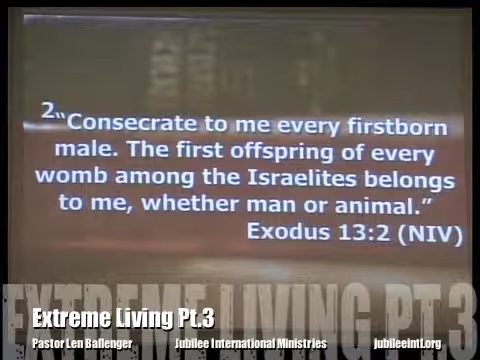 2“Consecrate to me every firstborn
male. The first offspring of every
womb among the Israelites belongs
to me, whether man or animal.”
Exodus 13:2 (NIV)
EXTREME LIVING PT 3
Extreme Living Pt.3
Pastor Len Ballenger Jubilee International Ministries jubileeintl.org